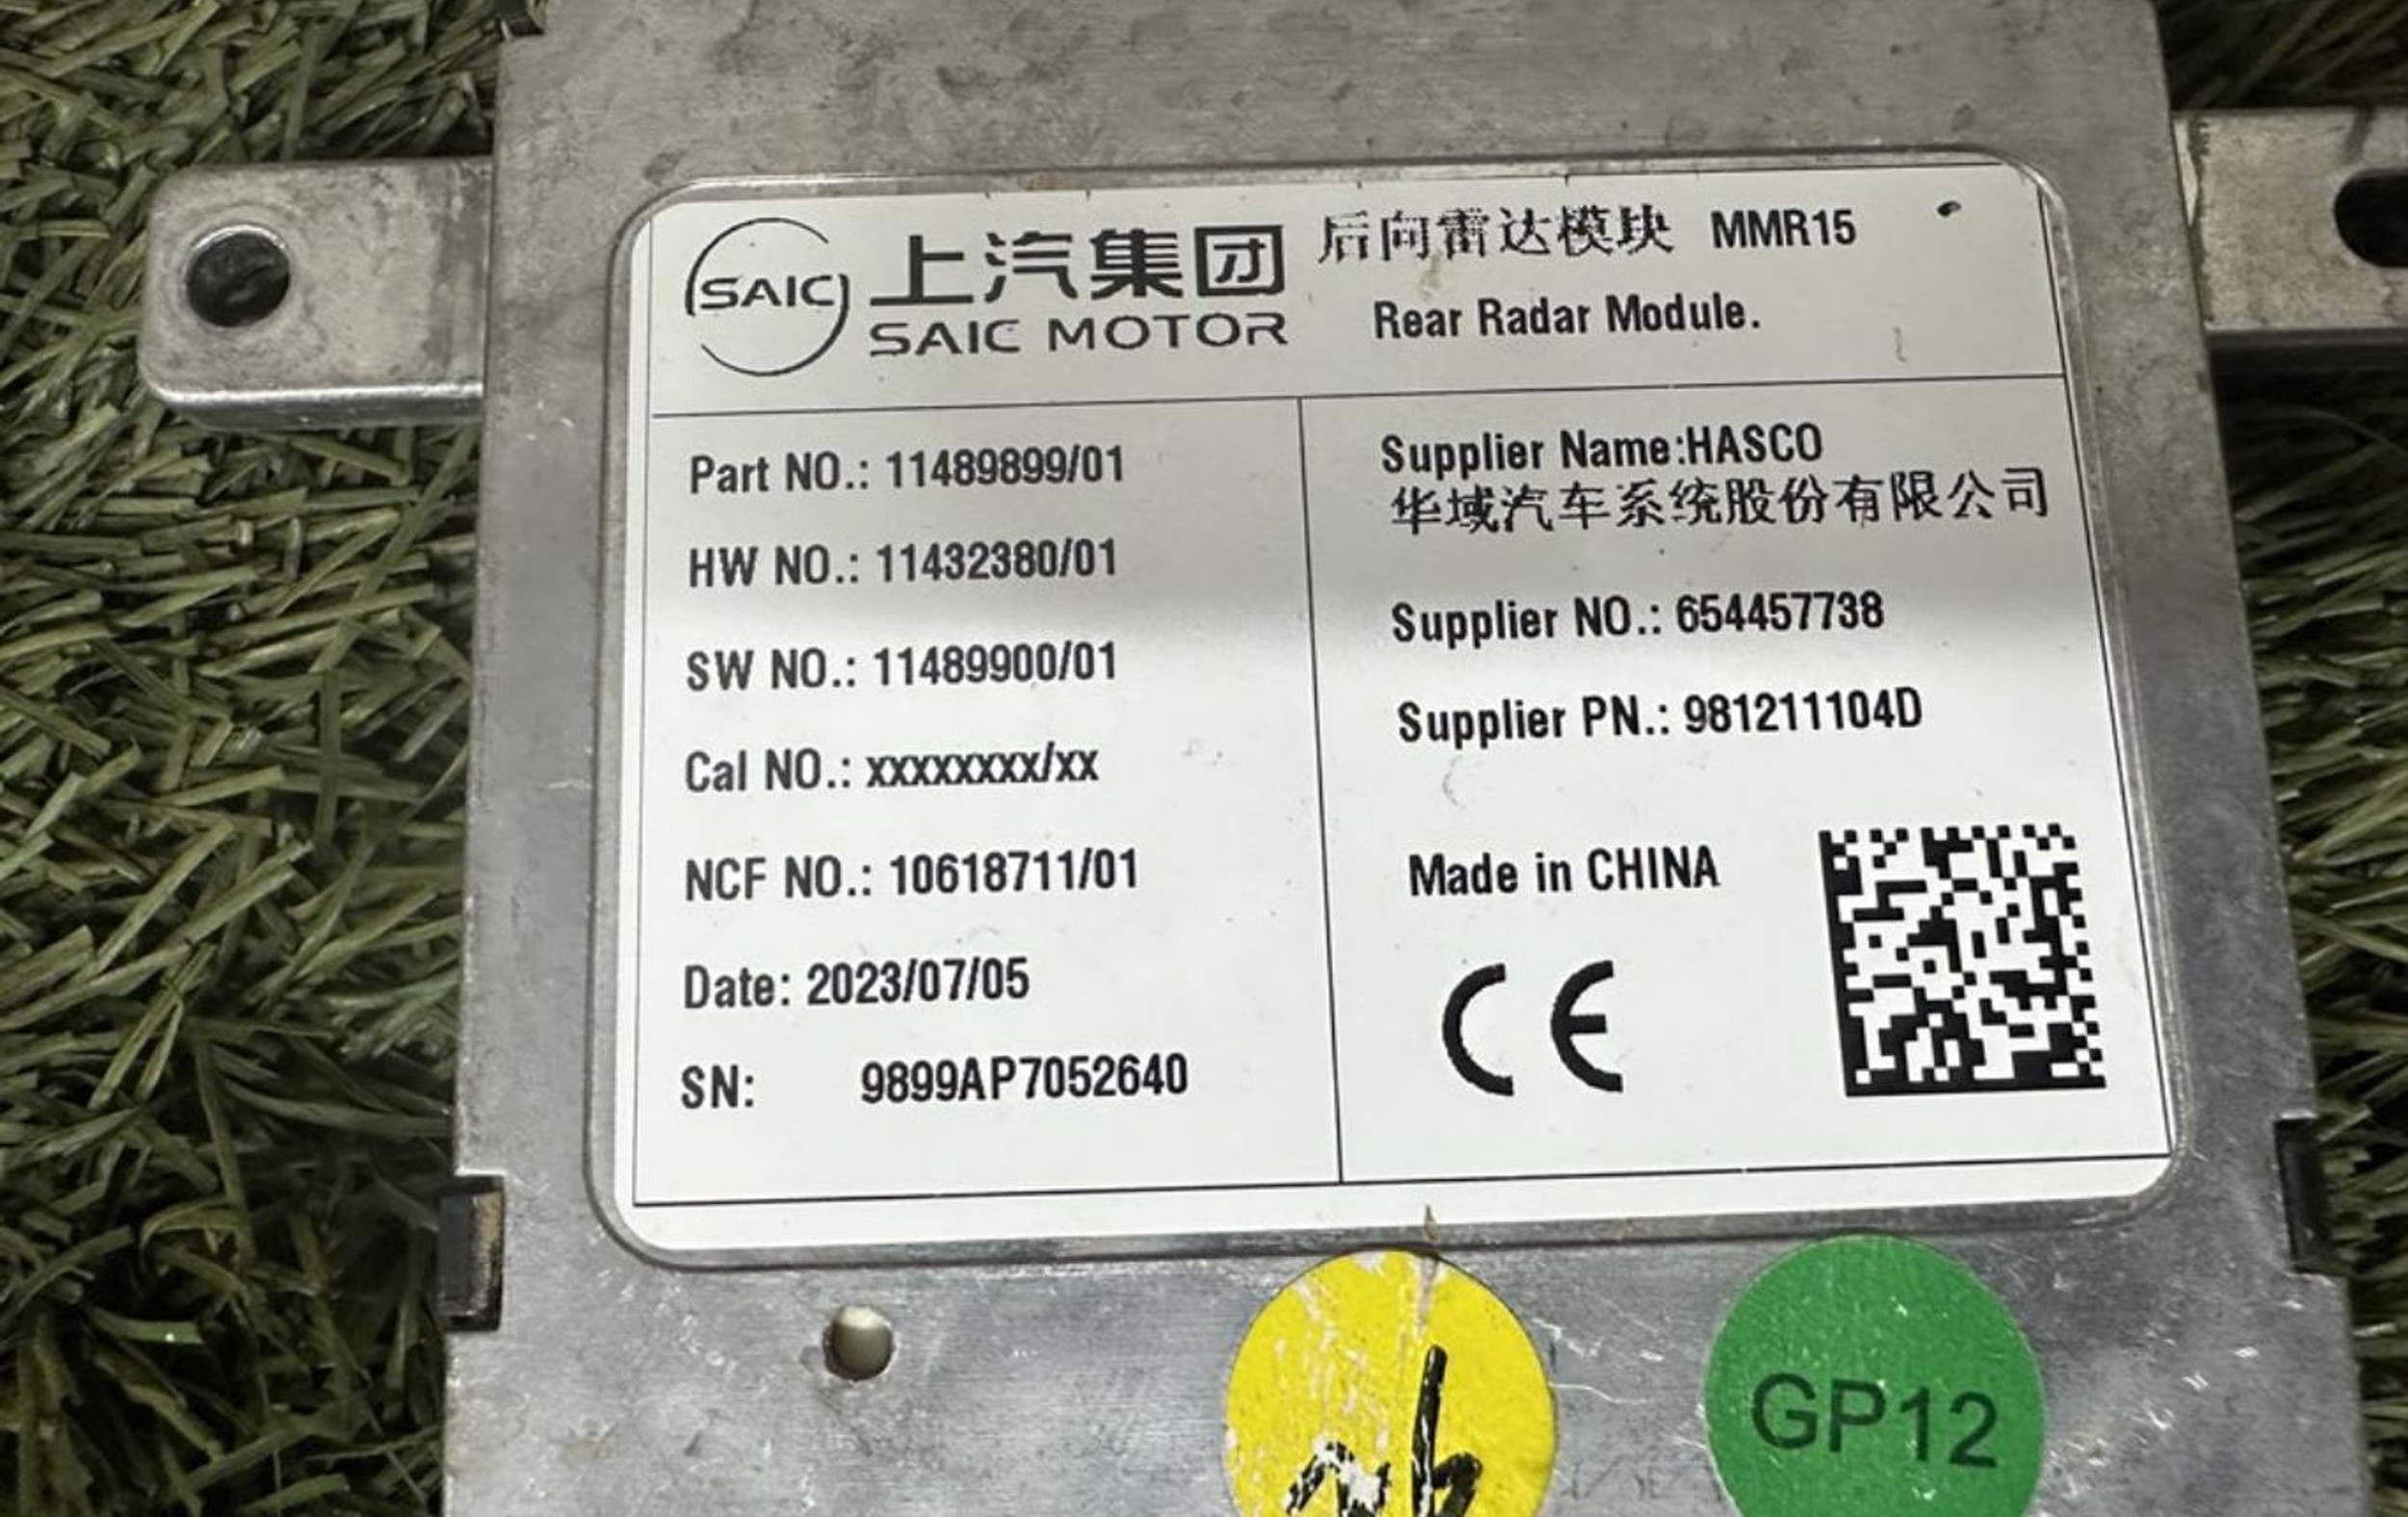 SAIC
上汽集团
SAIC MOTOR
后向雷达模块 MMR15
Rear Radar Module.
Part NO.: 11489899/01
HW NO.: 11432380/01
SW NO.: 11489900/01
Cal NO.: xxxxxxxx/xx
NCF NO.: 10618711/01
Date: 2023/07/05
SN: 9899AP7052640
Supplier Name:HASCO
华域汽车系统股份有限公司
Supplier NO.: 654457738
Supplier PN.: 981211104D
Made in CHINA
CE
GP12